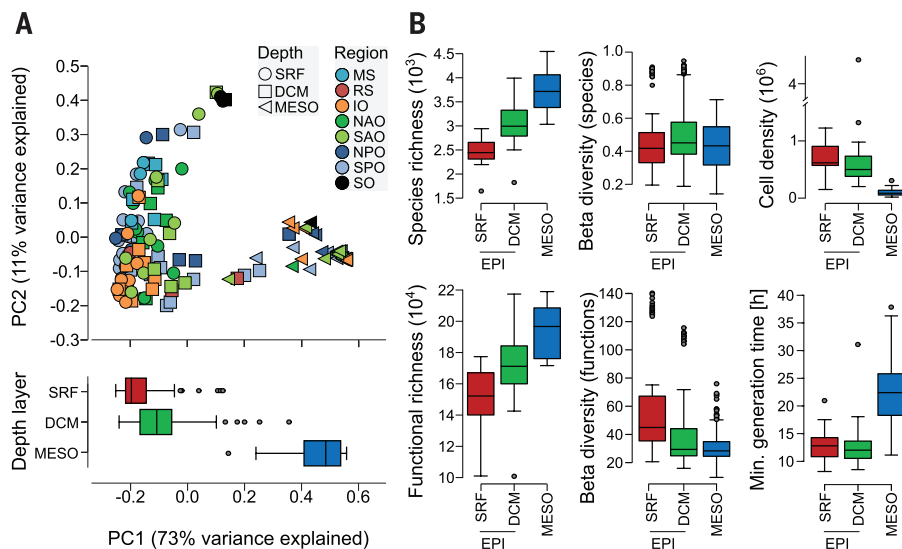 A
Depth
SRF
DCM
MESO
Region
MS
RS
IO
NAO
SAO
NPO
SPO
SO
PC2 (11% variance explained)
0.5
0.4
0.3
0.2
0.1
0.0
-0.1
-0.2
-0.3
Depth layer
SRF
DCM
MESO
-0.2
0.0
0.2
0.4
0.6
PC1 (73% variance explained)
B
Species richness (10³)
4.5
4.0
3.5
3.0
2.5
2.0
1.5
SRF
DCM
MESO
EPI
Beta diversity (species)
1.0
0.8
0.6
0.4
0.2
SRF
DCM
MESO
EPI
Cell density (10⁶)
4
1
0
SRF
DCM
MESO
EPI
Functional richness (10⁴)
22
20
18
16
14
12
10
SRF
DCM
MESO
EPI
Beta diversity (functions)
140
120
100
80
60
40
20
SRF
DCM
MESO
EPI
Min. generation time [h]
40
35
30
25
20
15
10
SRF
DCM
MESO
EPI